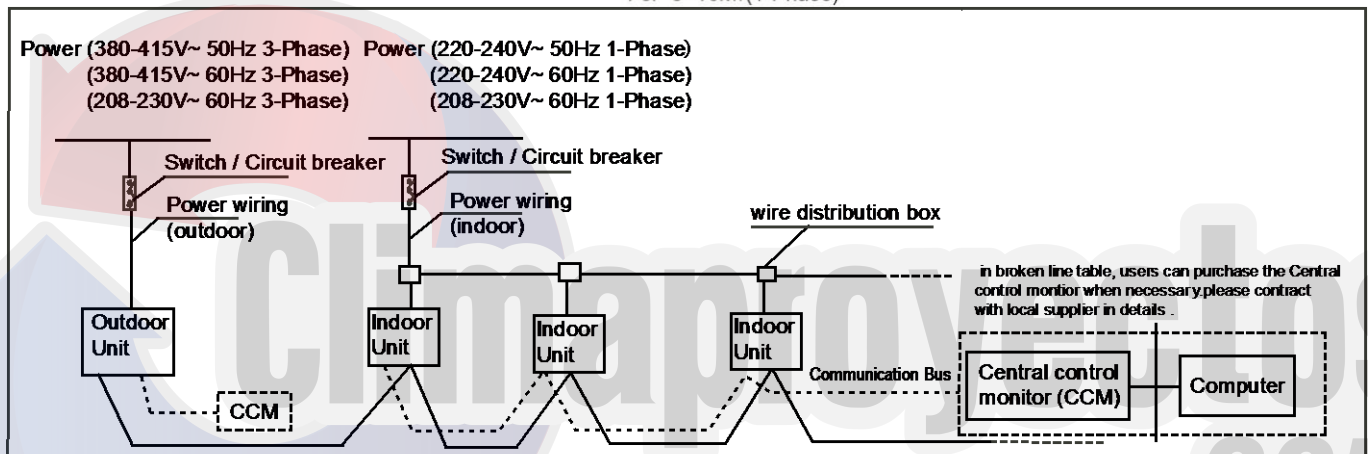 Power (380-415V~ 50Hz 3-Phase)
(380-415V~ 60Hz 3-Phase)
(208-230V~ 60Hz 3-Phase)
Power (220-240V~ 50Hz 1-Phase)
(220-240V~ 60Hz 1-Phase)
(208-230V~ 60Hz 1-Phase)
Switch / Circuit breaker
Switch / Circuit breaker
Power wiring
(outdoor)
Power wiring
(indoor)
wire distribution box
in broken line table, users can purchase the Central
control montior when necessary.please contract
with local supplier in details .
Outdoor
Unit
Indoor
Unit
Indoor
Unit
Indoor
Unit
Communication Bus
Central control
monitor (CCM)
Computer
CCM
Climaproyectos